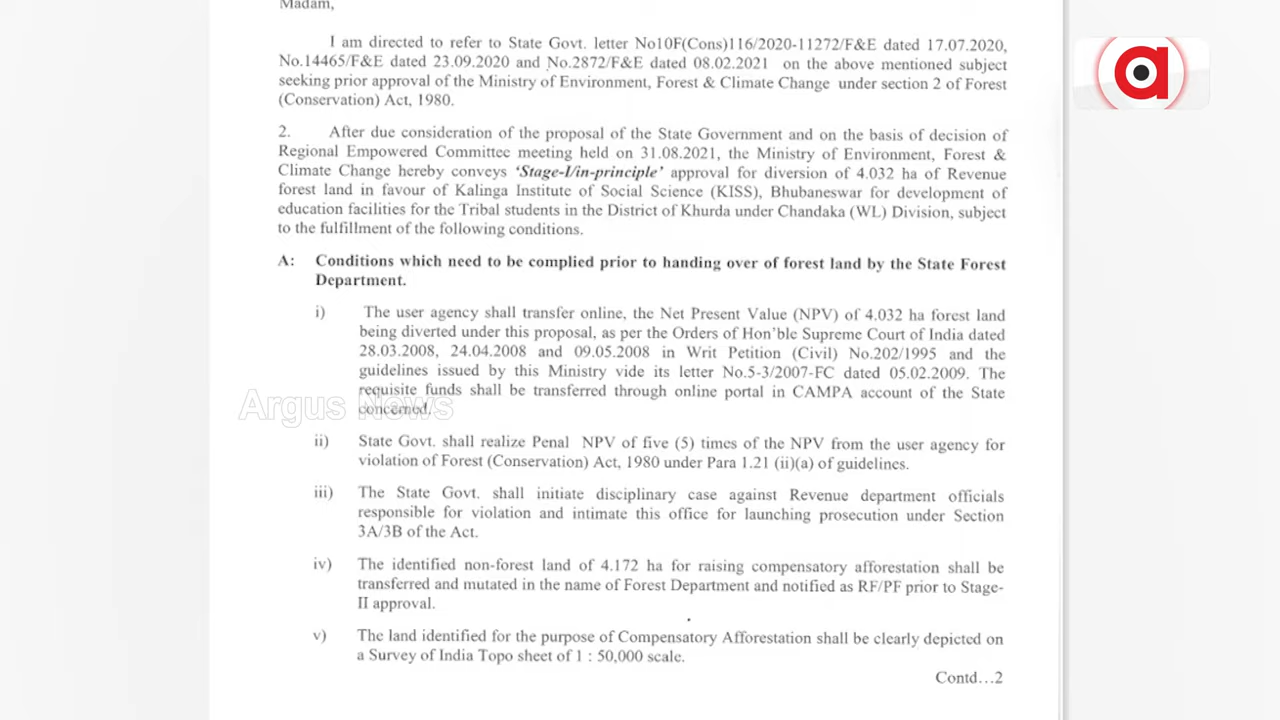 Madam,
I am directed to refer to State Govt. letter No10F(Cons)116/2020-11272/F&E dated 17.07.2020,
No.14465/F&E dated 23.09.2020 and No.2872/F&E dated 08.02.2021 on the above mentioned subject
seeking prior approval of the Ministry of Environment, Forest & Climate Change under section 2 of Forest
(Conservation) Act, 1980.
2. After due consideration of the proposal of the State Government and on the basis of decision of
Regional Empowered Committee meeting held on 31.08.2021, the Ministry of Environment, Forest &
Climate Change hereby conveys 'Stage-I/in-principle' approval for diversion of 4.032 ha of Revenue
forest land in favour of Kalinga Institute of Social Science (KISS), Bhubaneswar for development of
education facilities for the Tribal students in the District of Khurda under Chandaka (WL) Division, subject
to the fulfillment of the following conditions.
A: Conditions which need to be complied prior to handing over of forest land by the State Forest
Department.
i) The user agency shall transfer online, the Net Present Value (NPV) of 4.032 ha forest land
being diverted under this proposal, as per the Orders of Hon'ble Supreme Court of India dated
28.03.2008, 24.04.2008 and 09.05.2008 in Writ Petition (Civil) No.202/1995 and the
guidelines issued by this Ministry vide its letter No.5-3/2007-FC dated 05.02.2009. The
requisite funds shall be transferred through online portal in CAMPA account of the State
concerned.
Argus News
ii) State Govt. shall realize Penal NPV of five (5) times of the NPV from the user agency for
violation of Forest (Conservation) Act, 1980 under Para 1.21 (ii)(a) of guidelines.
iii) The State Govt. shall initiate disciplinary case against Revenue department officials
responsible for violation and intimate this office for launching prosecution under Section
3A/3B of the Act.
iv) The identified non-forest land of 4.172 ha for raising compensatory afforestation shall be
transferred and mutated in the name of Forest Department and notified as RF/PF prior to Stage-
II approval.
v) The land identified for the purpose of Compensatory Afforestation shall be clearly depicted on
a Survey of India Topo sheet of 1 : 50,000 scale.
Contd...2
a